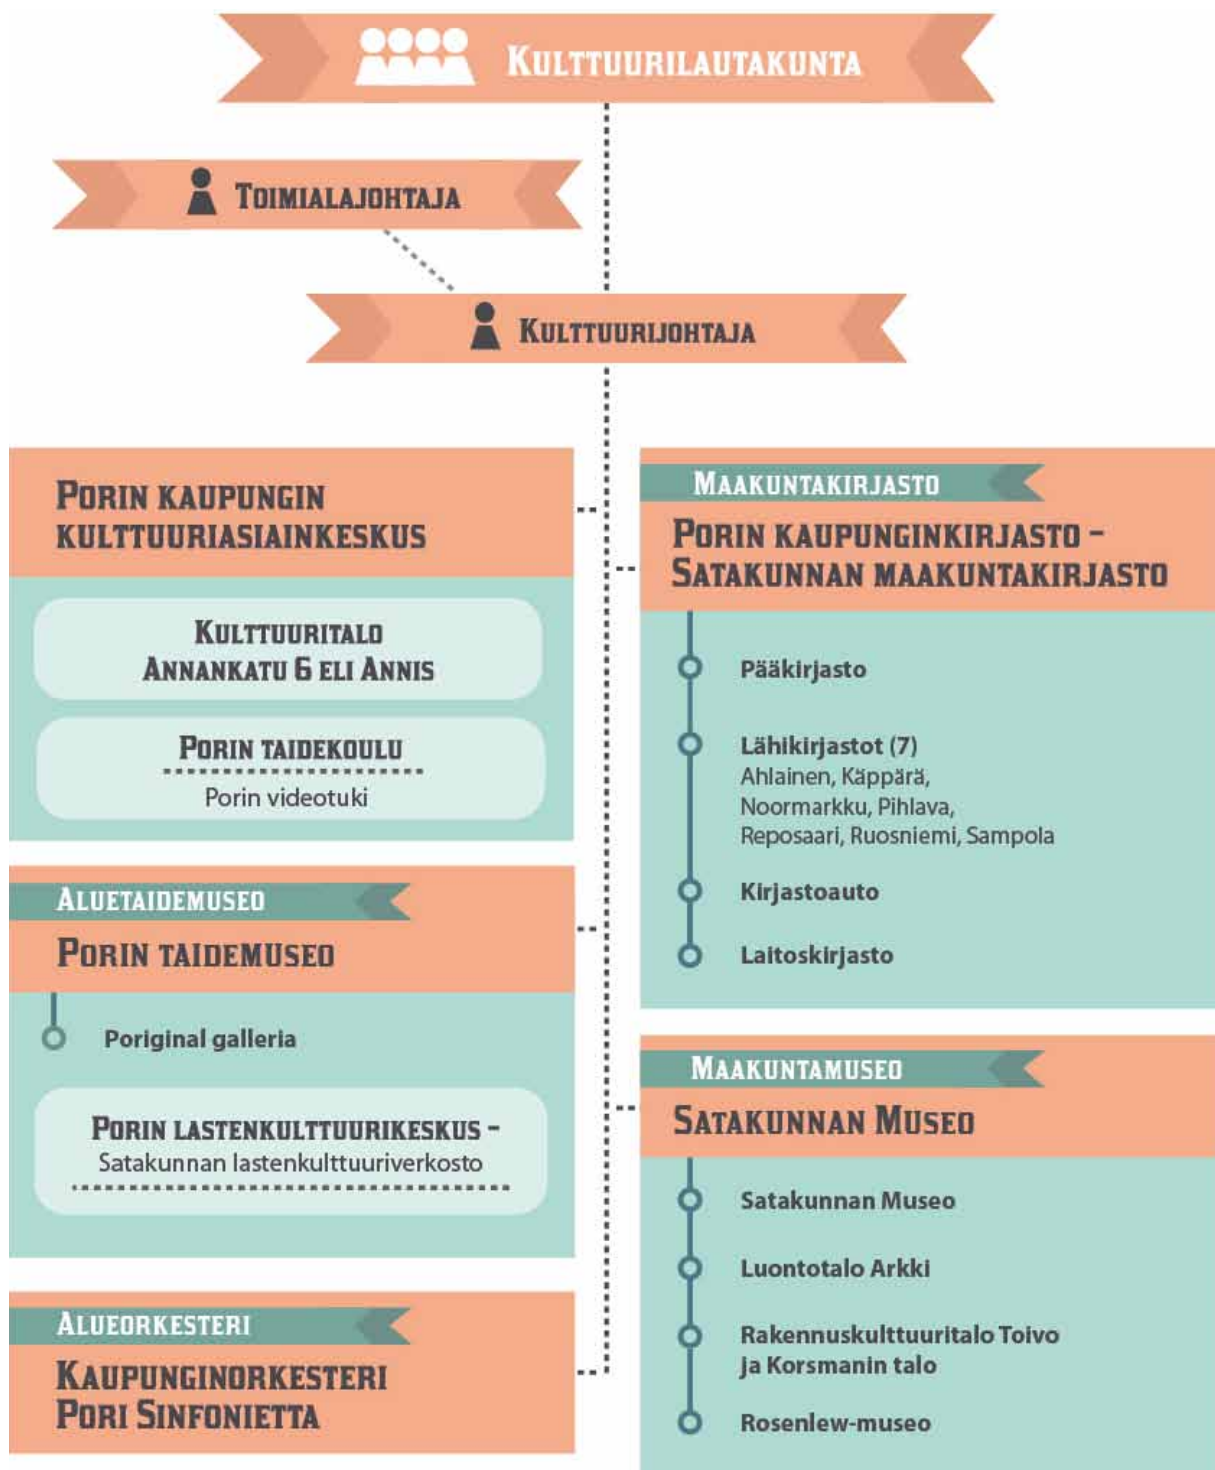 KULTTUURILAUTAKUNTA
TOIMIALAJOHTAJA
KULTTUURIJOHTAJA
PORIN KAUPUNGIN
KULTTUURIASIAINKESKUS
KULTTUURITALO
ANNANKATU 6 ELI ANNIS
PORIN TAIDEKOULU
Porin videotuki
ALUETAIDEMUSEO
PORIN TAIDEMUSEO
Poriginal galleria
PORIN LASTENKULTTUURIKESKUS –
Satakunnan lastenkulttuuriverkosto
ALUEORKESTERI
KAUPUNGINORKESTERI
PORI SINFONIETTA
MAAKUNTAKIRJASTO
PORIN KAUPUNGINKIRJASTO –
SATAKUNNAN MAAKUNTAKIRJASTO
Pääkirjasto
Lähikirjastot (7)
Ahlainen, Käppärä,
Noormarkku, Pihlava,
Reposaari, Ruosniemi, Sampola
Kirjastoauto
Laitoskirjasto
MAAKUNTAMUSEO
SATAKUNNAN MUSEO
Satakunnan Museo
Luontotalo Arkki
Rakennuskulttuuritalo Toivo
ja Korsmanin talo
Rosenlew-museo